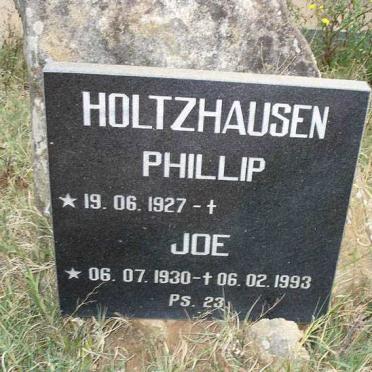 HOLTZHAUSEN
PHILLIP
★ 19. 06. 1927 - ✝
JOE
★ 06. 07. 1930 - ✝ 06. 02. 1993
Ps. 23